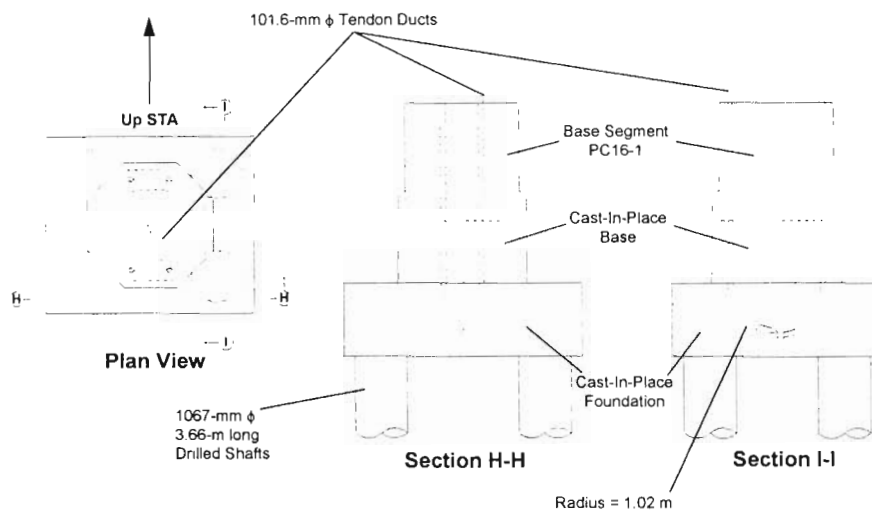 101.6-mm ϕ Tendon Ducts
Up STA
I
Base Segment
PC16-1
Cast-In-Place
Base
H
H
I
Plan View
Cast-In-Place
Foundation
1067-mm ϕ
3.66-m long
Drilled Shafts
Section H-H
Section I-I
Radius = 1.02 m